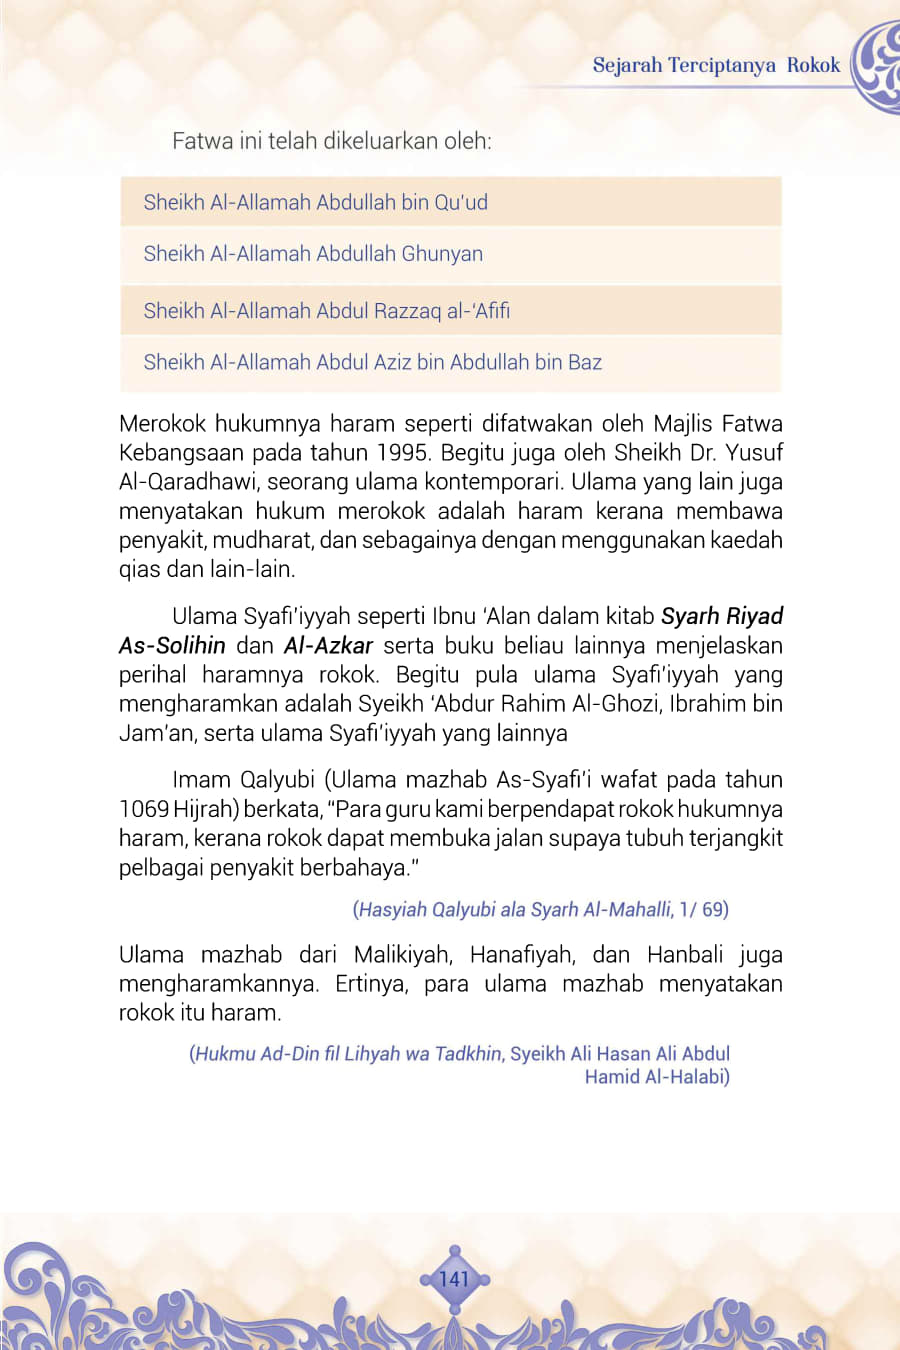 Sejarah Terciptanya Rokok
Fatwa ini telah dikeluarkan oleh:
Sheikh Al-Allamah Abdullah bin Qu'ud
Sheikh Al-Allamah Abdullah Ghunyan
Sheikh Al-Allamah Abdul Razzaq al-‘Afifi
Sheikh Al-Allamah Abdul Aziz bin Abdullah bin Baz
Merokok hukumnya haram seperti difatwakan oleh Majlis Fatwa
Kebangsaan pada tahun 1995. Begitu juga oleh Sheikh Dr. Yusuf
Al-Qaradhawi, seorang ulama kontemporari. Ulama yang lain juga
menyatakan hukum merokok adalah haram kerana membawa
penyakit, mudharat, dan sebagainya dengan menggunakan kaedah
qias dan lain-lain.
Ulama Syafi'iyyah seperti Ibnu ‘Alan dalam kitab Syarh Riyad
As-Solihin dan Al-Azkar serta buku beliau lainnya menjelaskan
perihal haramnya rokok. Begitu pula ulama Syafi'iyyah yang
mengharamkan adalah Syeikh ‘Abdur Rahim Al-Ghozi, Ibrahim bin
Jam'an, serta ulama Syafi'iyyah yang lainnya
Imam Qalyubi (Ulama mazhab As-Syafi'i wafat pada tahun
1069 Hijrah) berkata, “Para guru kami berpendapat rokok hukumnya
haram, kerana rokok dapat membuka jalan supaya tubuh terjangkit
pelbagai penyakit berbahaya.”
(Hasyiah Qalyubi ala Syarh Al-Mahalli, 1/ 69)
Ulama mazhab dari Malikiyah, Hanafiyah, dan Hanbali juga
mengharamkannya. Ertinya, para ulama mazhab menyatakan
rokok itu haram.
(Hukmu Ad-Din fil Lihyah wa Tadkhin, Syeikh Ali Hasan Ali Abdul
Hamid Al-Halabi)
141